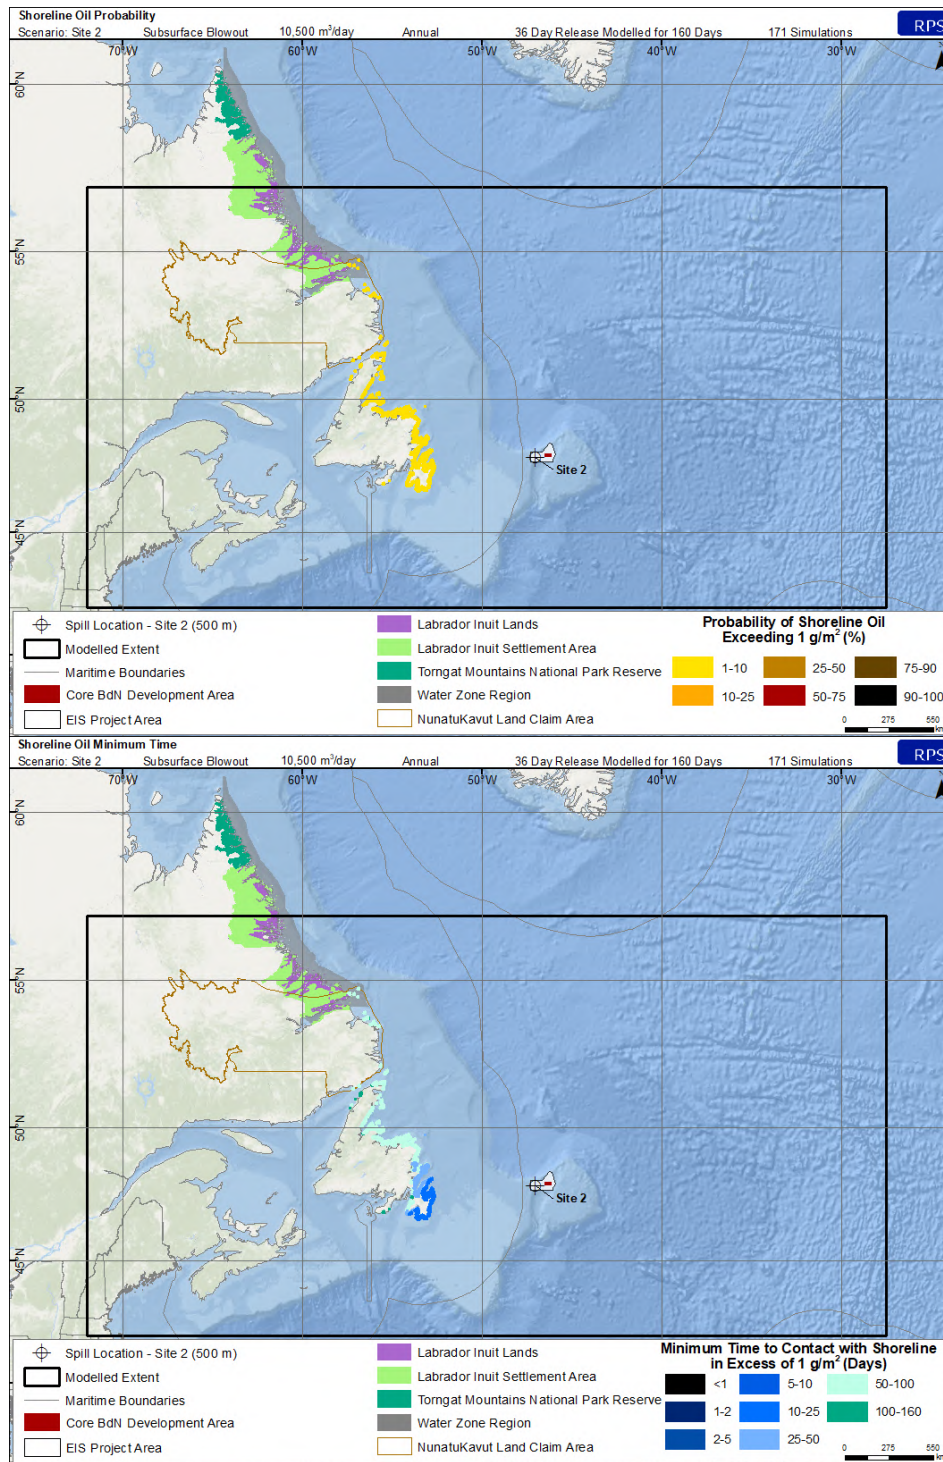 Shoreline Oil Probability
Scenario: Site 2 Subsurface Blowout 10,500 m³/day Annual 36 Day Release Modelled for 160 Days 171 Simulations
RPS
70°W 60°W 50°W 40°W 30°W
60°N
55°N
50°N
45°N
Site 2
Spill Location - Site 2 (500 m)
Modelled Extent
Maritime Boundaries
Core BdN Development Area
EIS Project Area
Labrador Inuit Lands
Labrador Inuit Settlement Area
Torngat Mountains National Park Reserve
Water Zone Region
NunatuKavut Land Claim Area
Probability of Shoreline Oil
Exceeding 1 g/m² (%)
1-10 25-50 75-90
10-25 50-75 90-100
0 275 550
km
Shoreline Oil Minimum Time
Scenario: Site 2 Subsurface Blowout 10,500 m³/day Annual 36 Day Release Modelled for 160 Days 171 Simulations
RPS
70°W 60°W 50°W 40°W 30°W
60°N
55°N
50°N
45°N
Site 2
Spill Location - Site 2 (500 m)
Modelled Extent
Maritime Boundaries
Core BdN Development Area
EIS Project Area
Labrador Inuit Lands
Labrador Inuit Settlement Area
Torngat Mountains National Park Reserve
Water Zone Region
NunatuKavut Land Claim Area
Minimum Time to Contact with Shoreline
in Excess of 1 g/m² (Days)
<1 5-10 50-100
1-2 10-25 100-160
2-5 25-50
0 275 550
km